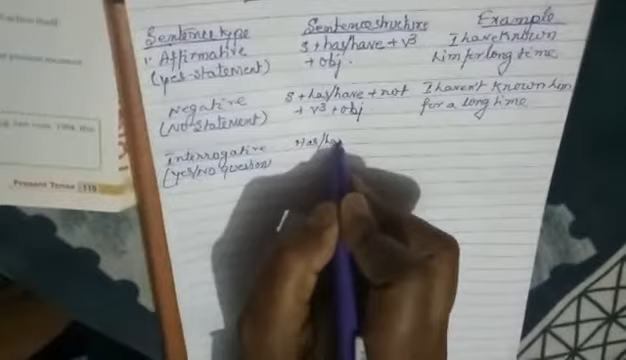 Sentence type Sentence structure Example
1. Affirmative S + has/have + v3 I have known
(yes-statement) + obj. him for long time
Negative S + has/have + not I haven't known him
(No statement) + v3 + obj for a long time
Interrogative Has/ha
(yes/no question
Present Tense 119